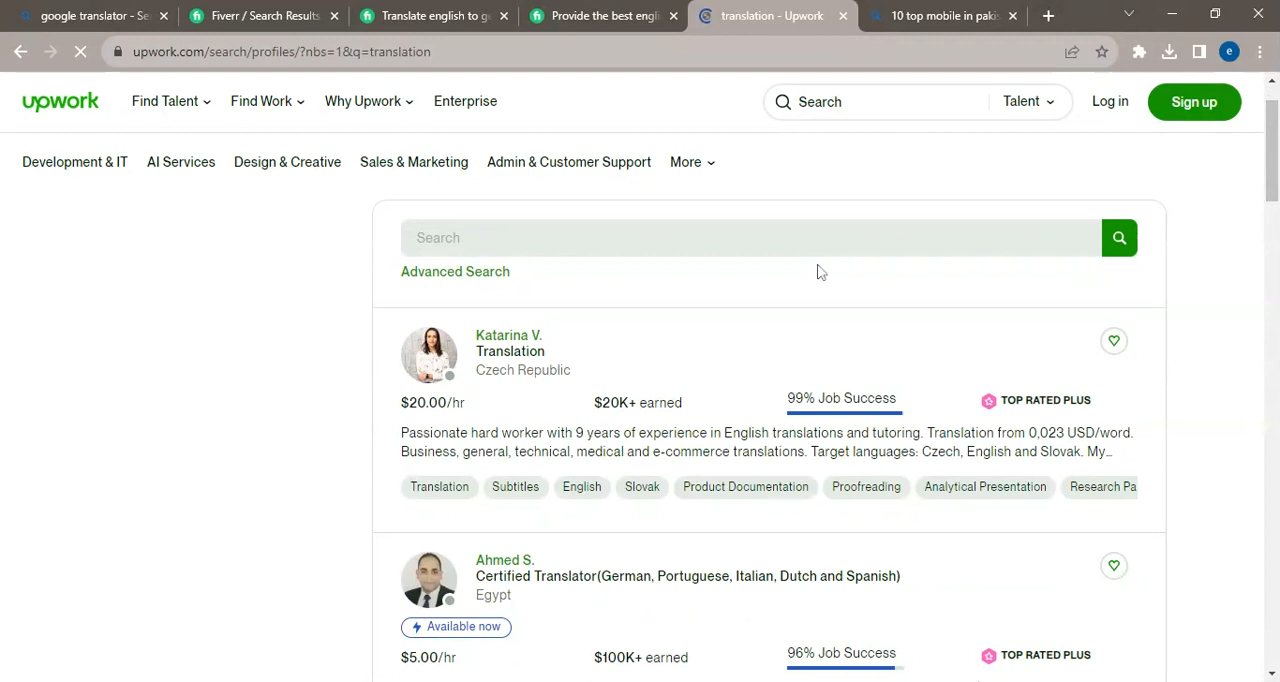 google translator - Se
Fiverr / Search Results
Translate english to g
Provide the best engli
translation - Upwork
10 top mobile in pakis
upwork.com/search/profiles/?nbs=1&q=translation
e
upwork
Find Talent
Find Work
Why Upwork
Enterprise
Search
Talent
Log in
Sign up
Development & IT
AI Services
Design & Creative
Sales & Marketing
Admin & Customer Support
More
Search
Advanced Search
Katarina V.
Translation
Czech Republic
$20.00/hr
$20K+ earned
99% Job Success
TOP RATED PLUS
Passionate hard worker with 9 years of experience in English translations and tutoring. Translation from 0,023 USD/word.
Business, general, technical, medical and e-commerce translations. Target languages: Czech, English and Slovak. My...
Translation
Subtitles
English
Slovak
Product Documentation
Proofreading
Analytical Presentation
Research Pa
Ahmed S.
Certified Translator(German, Portuguese, Italian, Dutch and Spanish)
Egypt
Available now
$5.00/hr
$100K+ earned
96% Job Success
TOP RATED PLUS